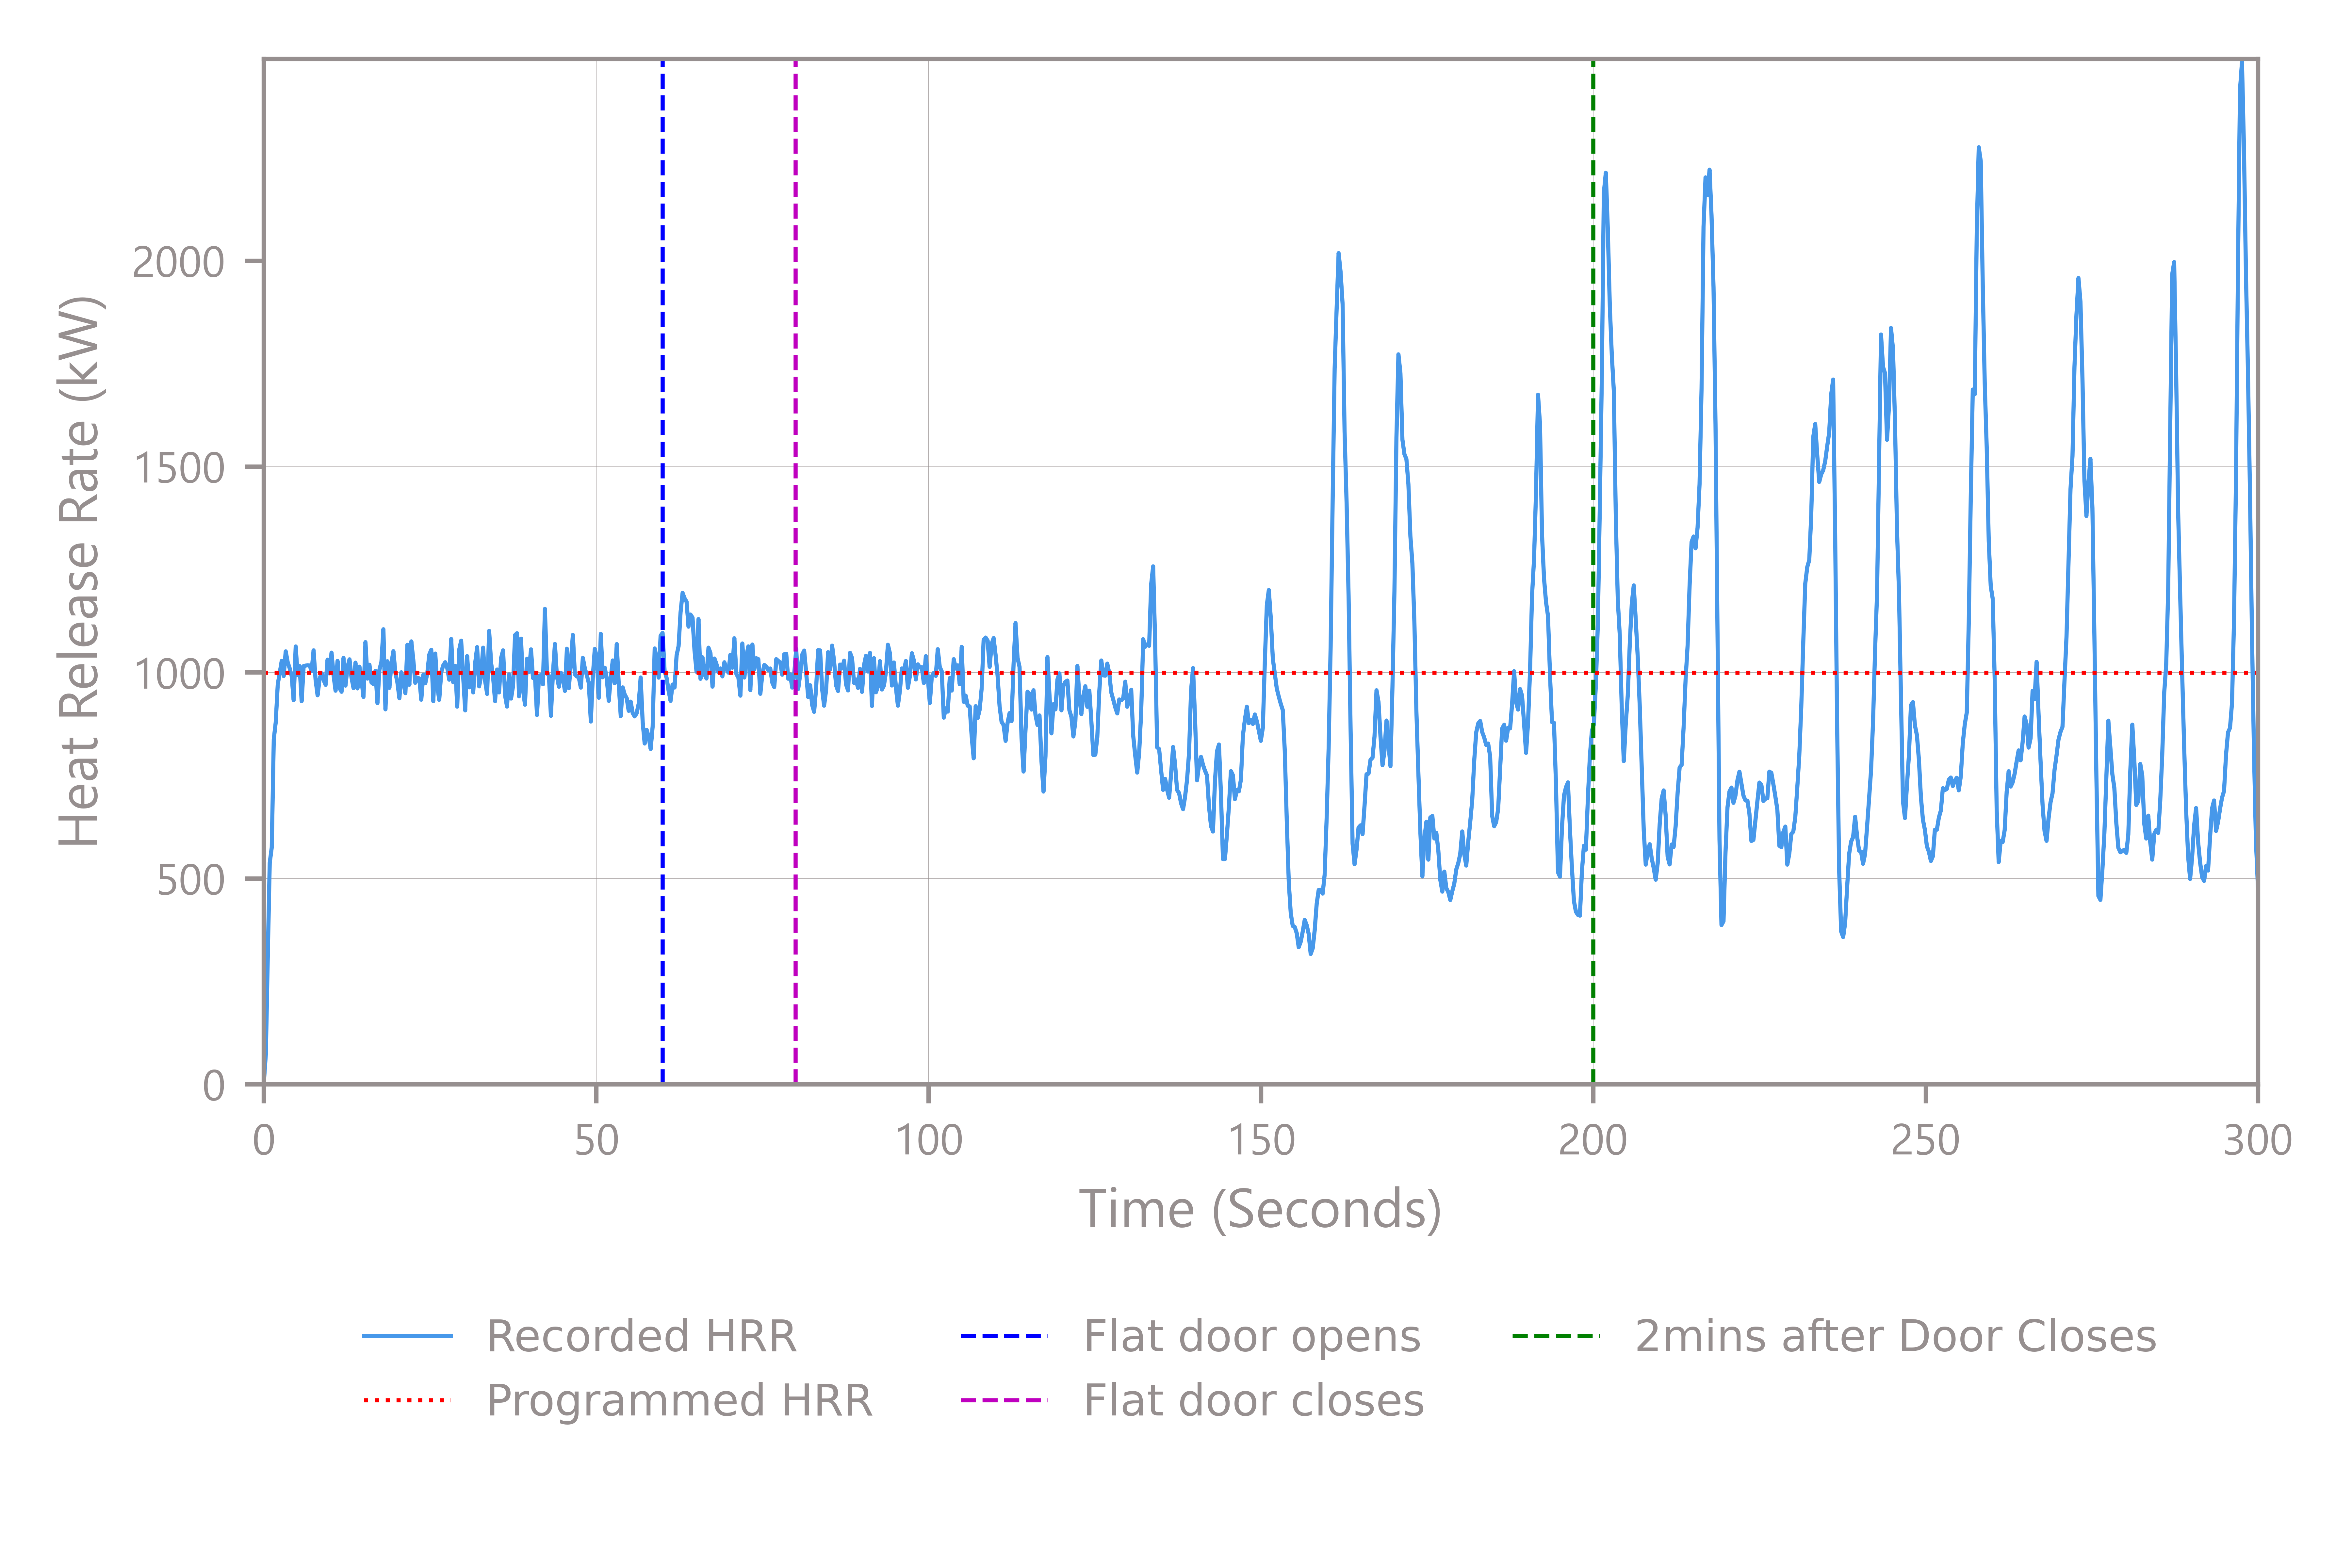 Heat Release Rate (kW)
2000
1500
1000
500
0
0 50 100 150 200 250 300
Time (Seconds)
Recorded HRR Flat door opens 2mins after Door Closes
Programmed HRR Flat door closes